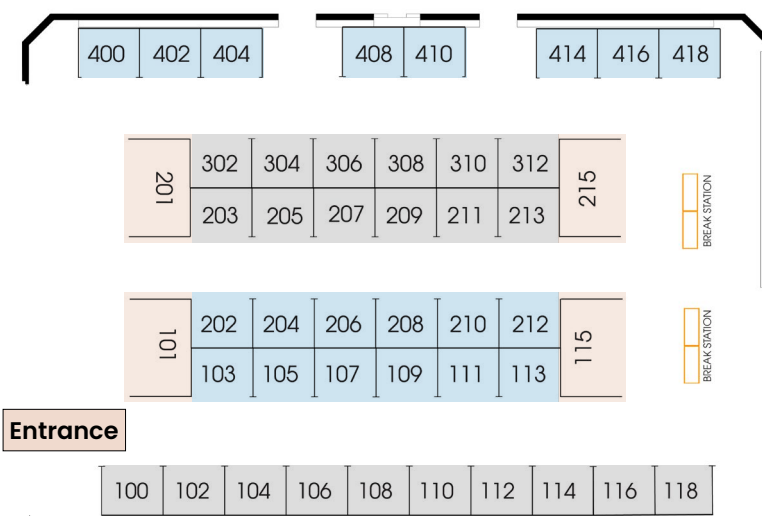 400 402 404 408 410 414 416 418
201 302 304 306 308 310 312 215
203 205 207 209 211 213
BREAK STATION
101 202 204 206 208 210 212 115
103 105 107 109 111 113
BREAK STATION
Entrance
100 102 104 106 108 110 112 114 116 118